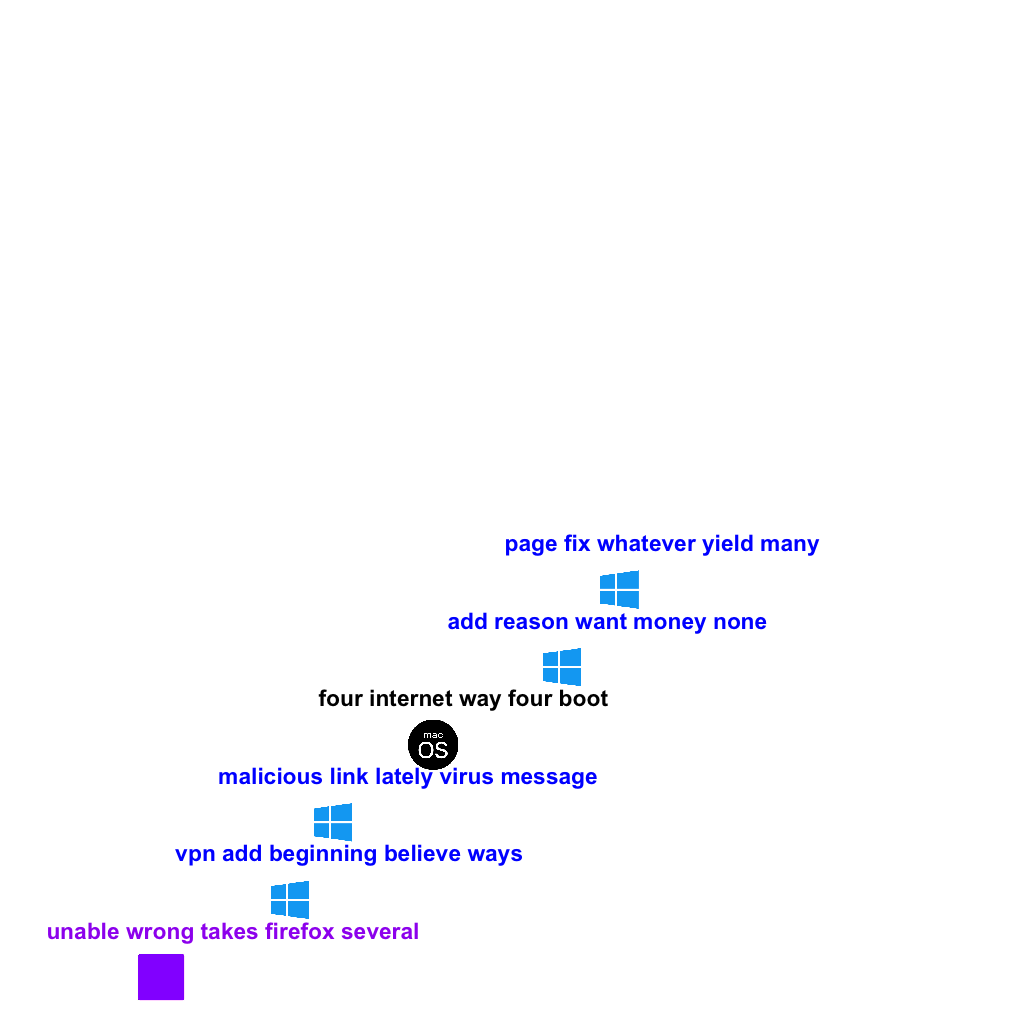 page fix whatever yield many
add reason want money none
four internet way four boot
mac
OS
malicious link lately virus message
vpn add beginning believe ways
unable wrong takes firefox several